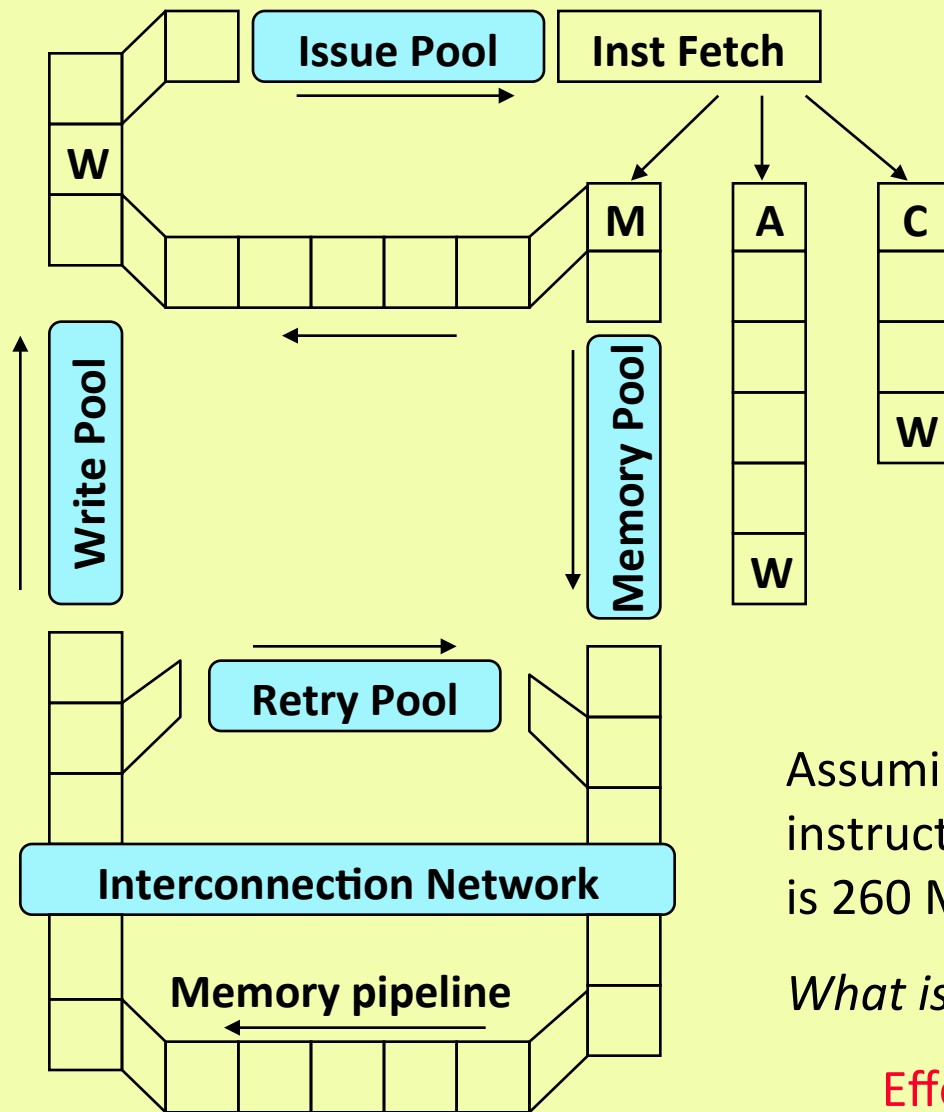 Issue Pool
Inst Fetch
W
M
A
C
W
W
Write Pool
Memory Pool
Retry Pool
Interconnection Network
Memory pipeline
Assumi
instruct
is 260 M
What is
Effe